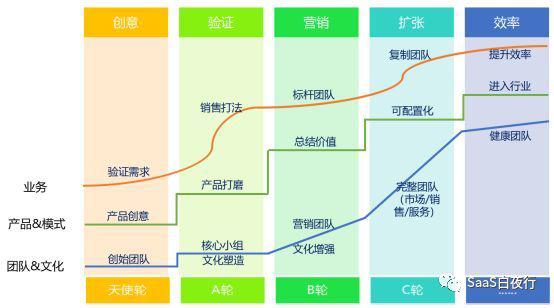 创意 验证 营销 扩张 效率
复制团队 提升效率
标杆团队 进入行业
销售打法 可配置化
总结价值 健康团队
验证需求
业务 产品打磨 完整团队
（市场/销
售/服务）
产品&模式 产品创意 营销团队
核心小组 文化增强
团队&文化 创始团队 文化塑造
天使轮 A轮 B轮 C轮 ......
SaaS白夜行